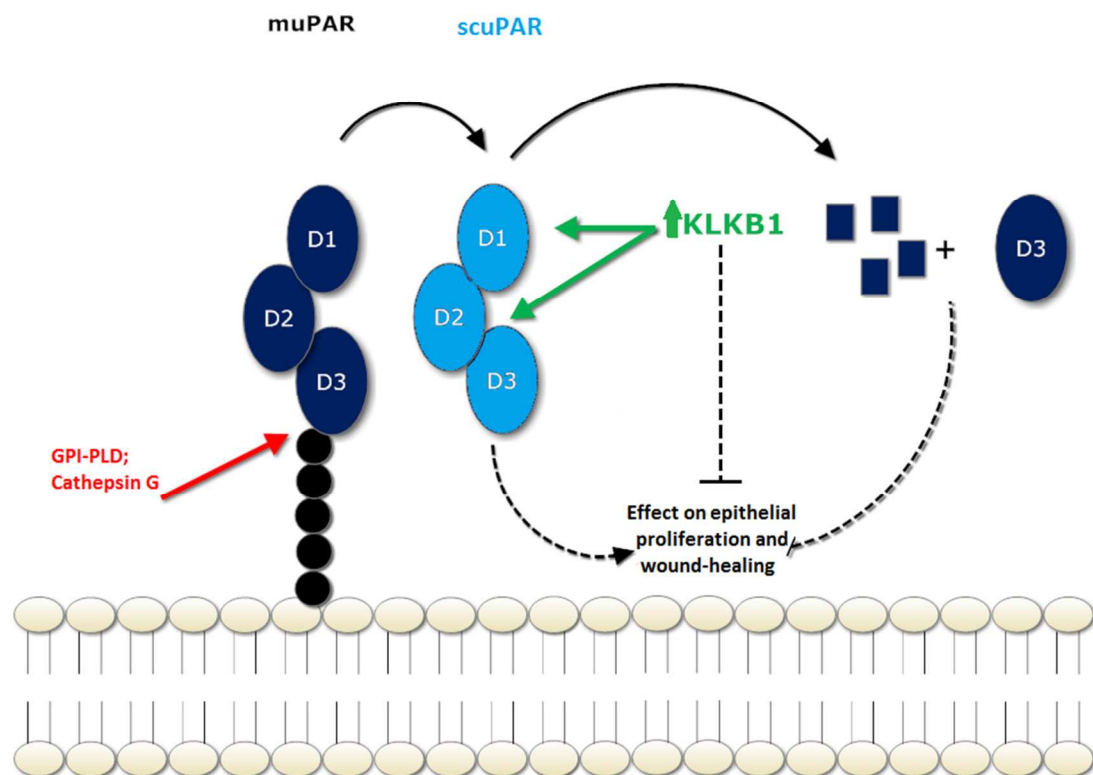 muPAR
scuPAR
D1
D2
D3
D1
D2
D3
KLKB1
+
D3
GPI-PLD;
Cathepsin G
Effect on epithelial
proliferation and
wound-healing